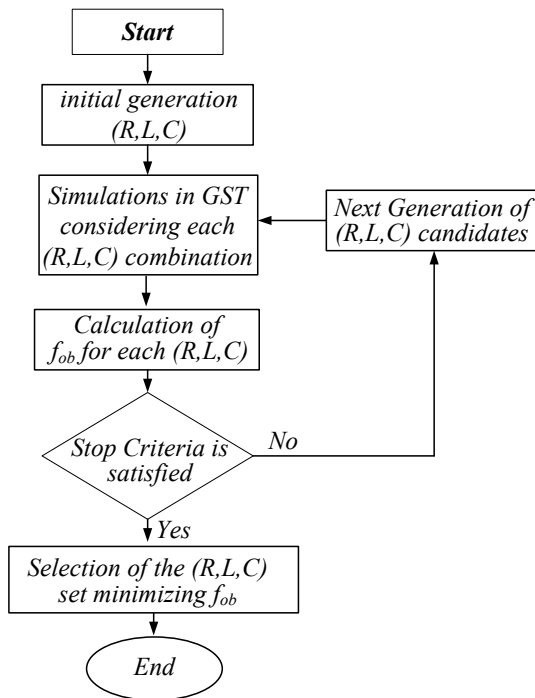 Start
initial generation
(R,L,C)
Simulations in GST
considering each
(R,L,C) combination
Next Generation of
(R,L,C) candidates
Calculation of
fob for each (R,L,C)
Stop Criteria is
satisfied
No
Yes
Selection of the (R,L,C)
set minimizing fob
End